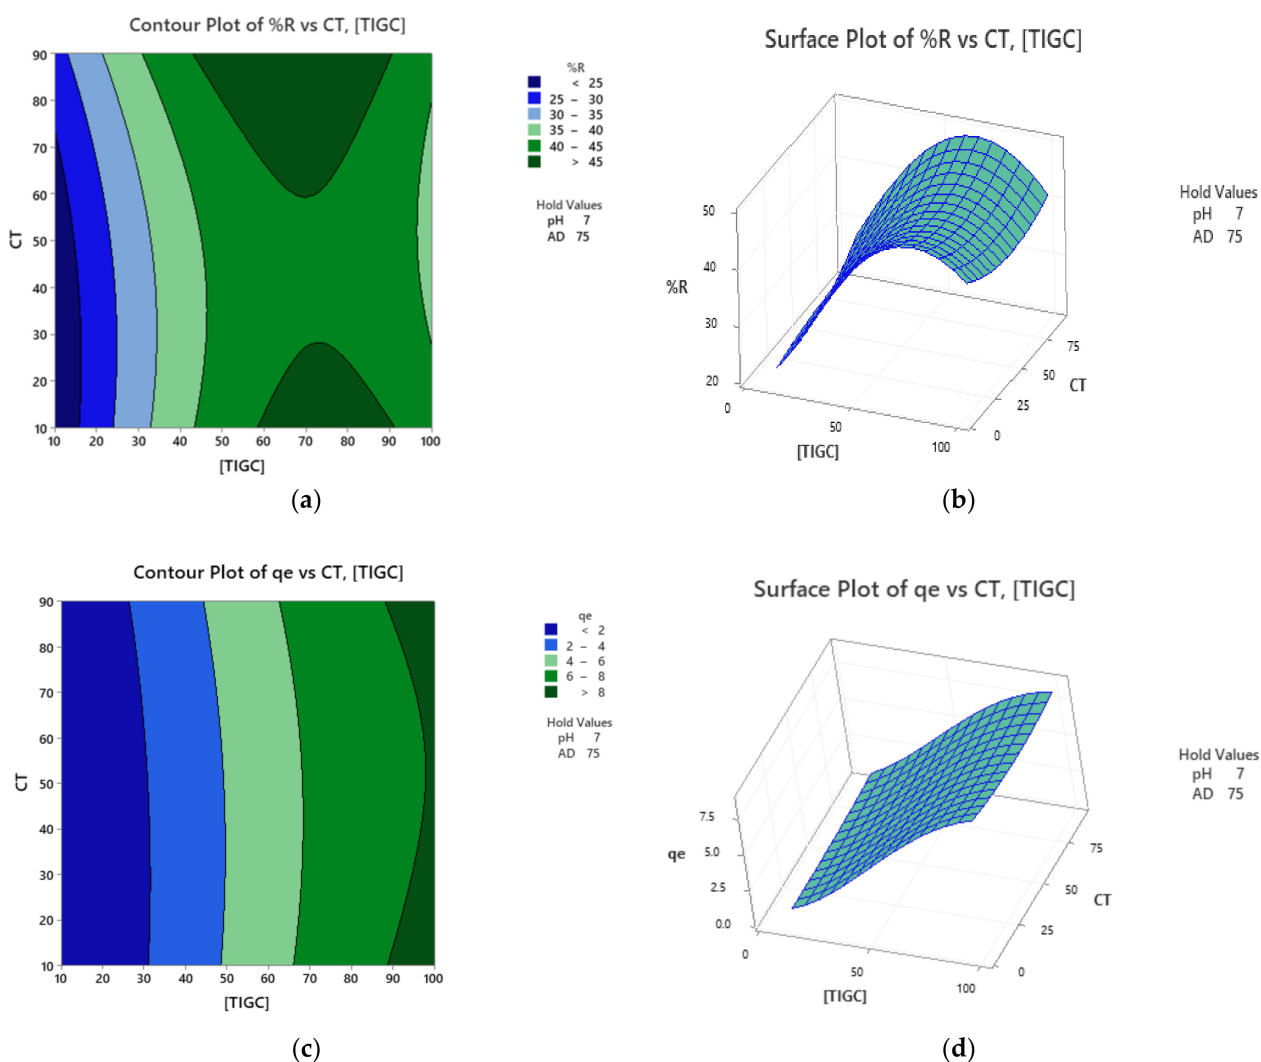 Contour Plot of %R vs CT, [TIGC]
90
80
70
60
50
40
30
20
10
CT
10 20 30 40 50 60 70 80 90 100
[TIGC]
%R
< 25
25 – 30
30 – 35
35 – 40
40 – 45
> 45
Hold Values
pH 7
AD 75
(a)
Surface Plot of %R vs CT, [TIGC]
50
40
30
20
%R
0
50
100
[TIGC]
0
25
50
75
CT
Hold Values
pH 7
AD 75
(b)
Contour Plot of qe vs CT, [TIGC]
90
80
70
60
50
40
30
20
10
CT
10 20 30 40 50 60 70 80 90 100
[TIGC]
qe
< 2
2 – 4
4 – 6
6 – 8
> 8
Hold Values
pH 7
AD 75
(c)
Surface Plot of qe vs CT, [TIGC]
7.5
5.0
2.5
0.0
qe
0
50
100
[TIGC]
0
25
50
75
CT
Hold Values
pH 7
AD 75
(d)